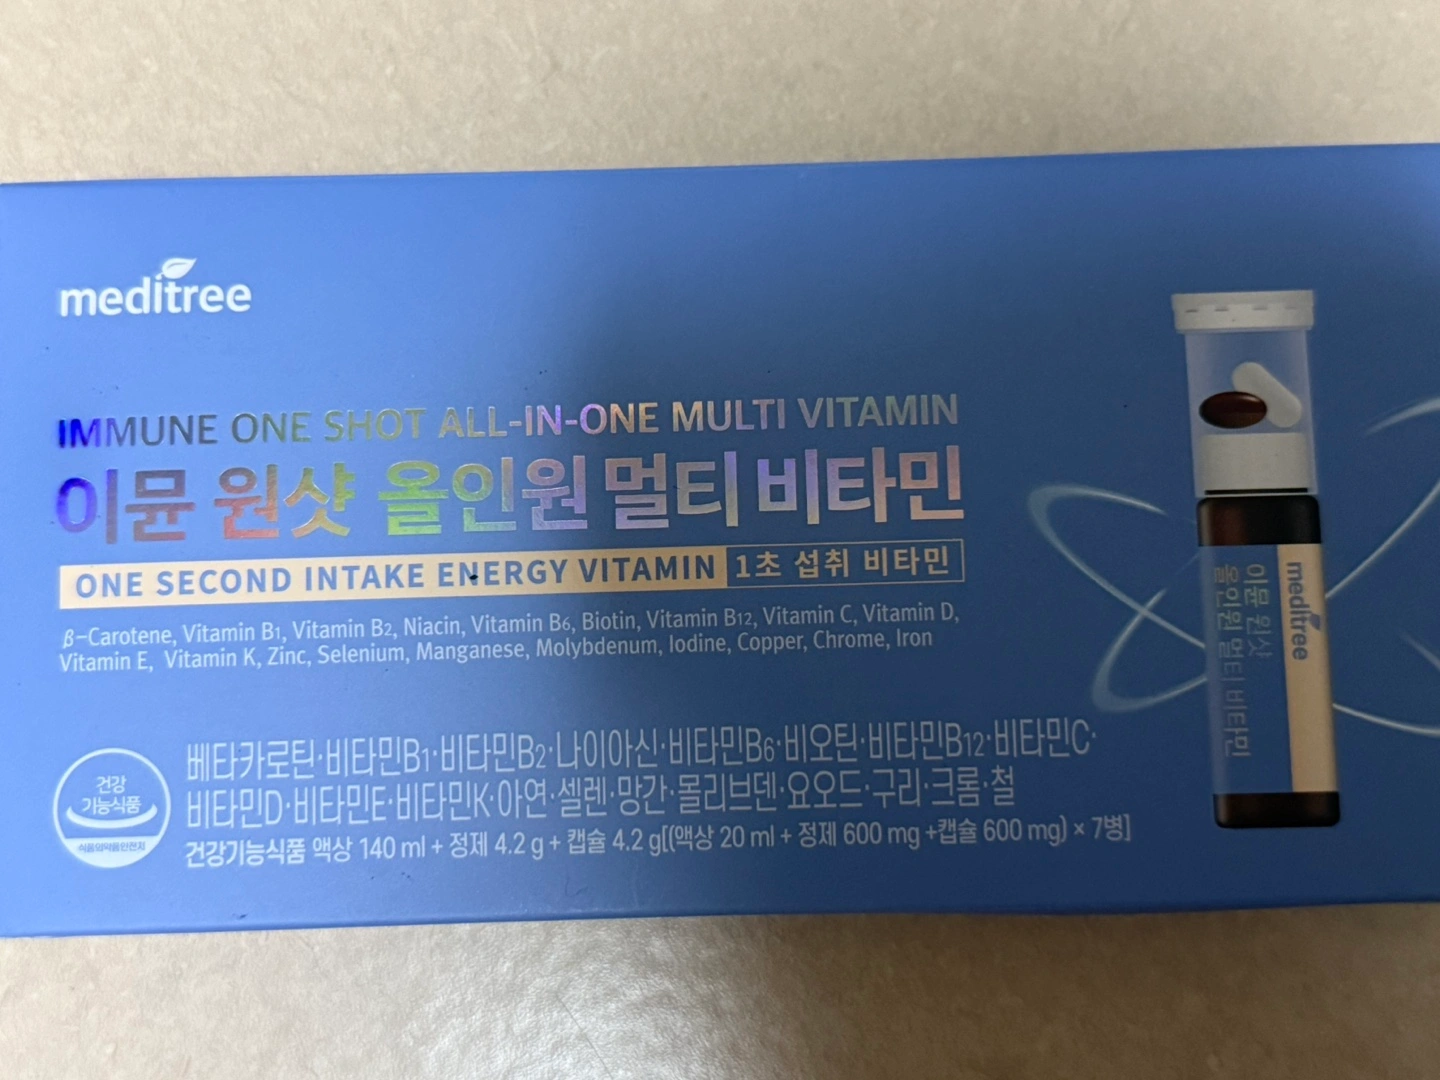 meditree
IMMUNE ONE SHOT ALL-IN-ONE MULTI VITAMIN
이뮨 원샷 올인원 멀티 비타민
ONE SECOND INTAKE ENERGY VITAMIN 1초 섭취 비타민
β-Carotene, Vitamin B1, Vitamin B2, Niacin, Vitamin B6, Biotin, Vitamin B12, Vitamin C, Vitamin D,
Vitamin E, Vitamin K, Zinc, Selenium, Manganese, Molybdenum, Iodine, Copper, Chrome, Iron
건강
기능식품
식품의약품안전처
베타카로틴·비타민B1·비타민B2·나이아신·비타민B6·비오틴·비타민B12·비타민C·
비타민D·비타민E·비타민K·아연·셀렌·망간·몰리브덴·요오드·구리·크롬·철
건강기능식품 액상 140 ml + 정제 4.2 g + 캡슐 4.2 g[(액상 20 ml + 정제 600 mg +캡슐 600 mg) × 7병]
meditree
이뮨 원샷
올인원 멀티 비타민